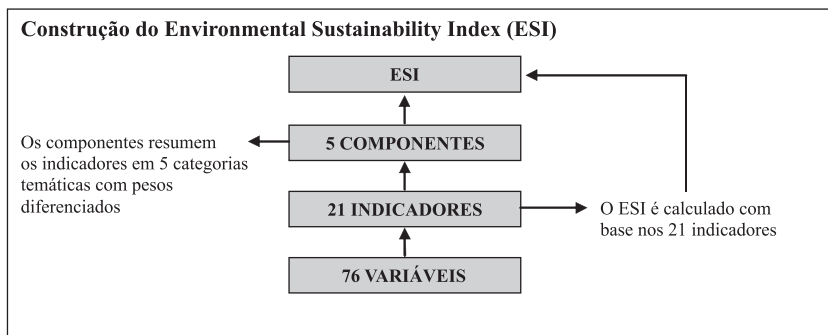 Construção do Environmental Sustainability Index (ESI)
ESI
5 COMPONENTES
Os componentes resumem
os indicadores em 5 categorias
temáticas com pesos
diferenciados
21 INDICADORES
O ESI é calculado com
base nos 21 indicadores
76 VARIÁVEIS